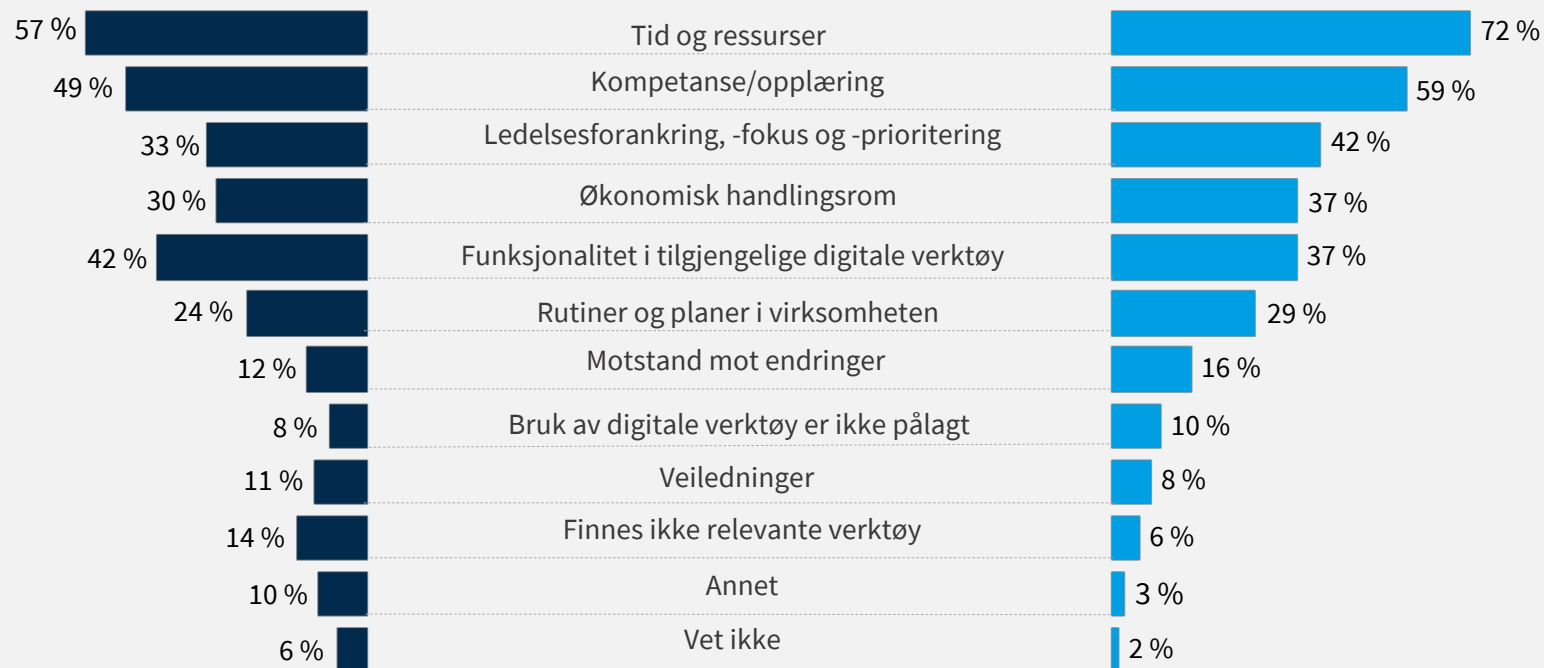 57 % Tid og ressurser 72 %
49 % Kompetanse/opplæring 59 %
33 % Ledelsesforankring, -fokus og -prioritering 42 %
30 % Økonomisk handlingsrom 37 %
42 % Funksjonalitet i tilgjengelige digitale verktøy 37 %
24 % Rutiner og planer i virksomheten 29 %
12 % Motstand mot endringer 16 %
8 % Bruk av digitale verktøy er ikke pålagt 10 %
11 % Veiledninger 8 %
14 % Finnes ikke relevante verktøy 6 %
10 % Annet 3 %
6 % Vet ikke 2 %